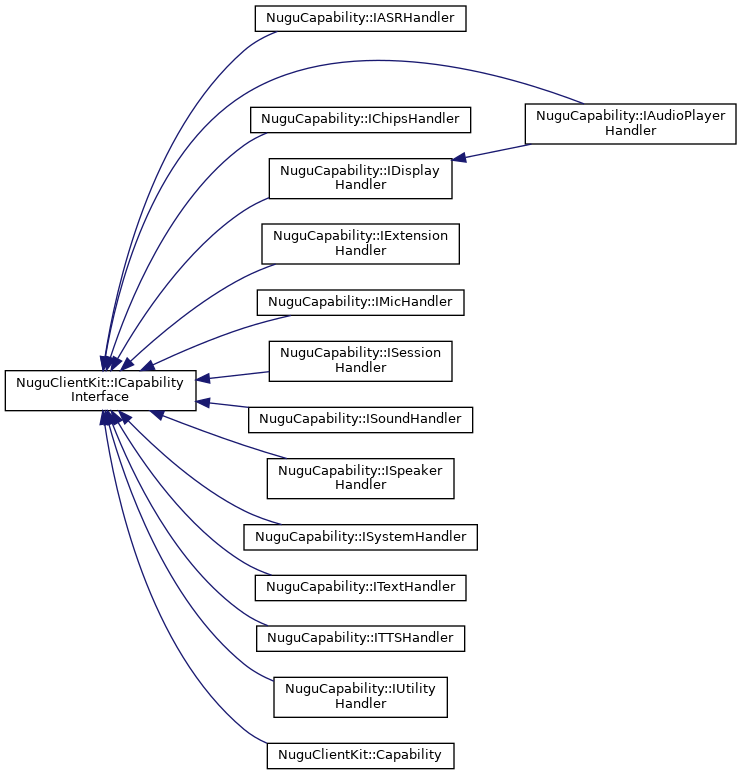 NuguCapability::IASRHandler
NuguCapability::IAudioPlayer
Handler
NuguCapability::IChipsHandler
NuguCapability::IDisplay
Handler
NuguCapability::IExtension
Handler
NuguCapability::IMicHandler
NuguCapability::ISession
Handler
NuguClientKit::ICapability
Interface
NuguCapability::ISoundHandler
NuguCapability::ISpeaker
Handler
NuguCapability::ISystemHandler
NuguCapability::ITextHandler
NuguCapability::ITTSHandler
NuguCapability::IUtility
Handler
NuguClientKit::Capability